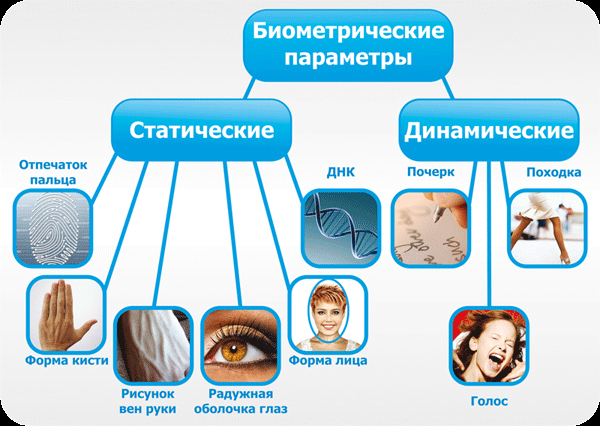 Биометрические
параметры
Статические
Динамические
Отпечаток
пальца
ДНК
Почерк
Походка
Форма кисти
Рисунок
вен руки
Радужная
оболочка глаз
Форма лица
Голос